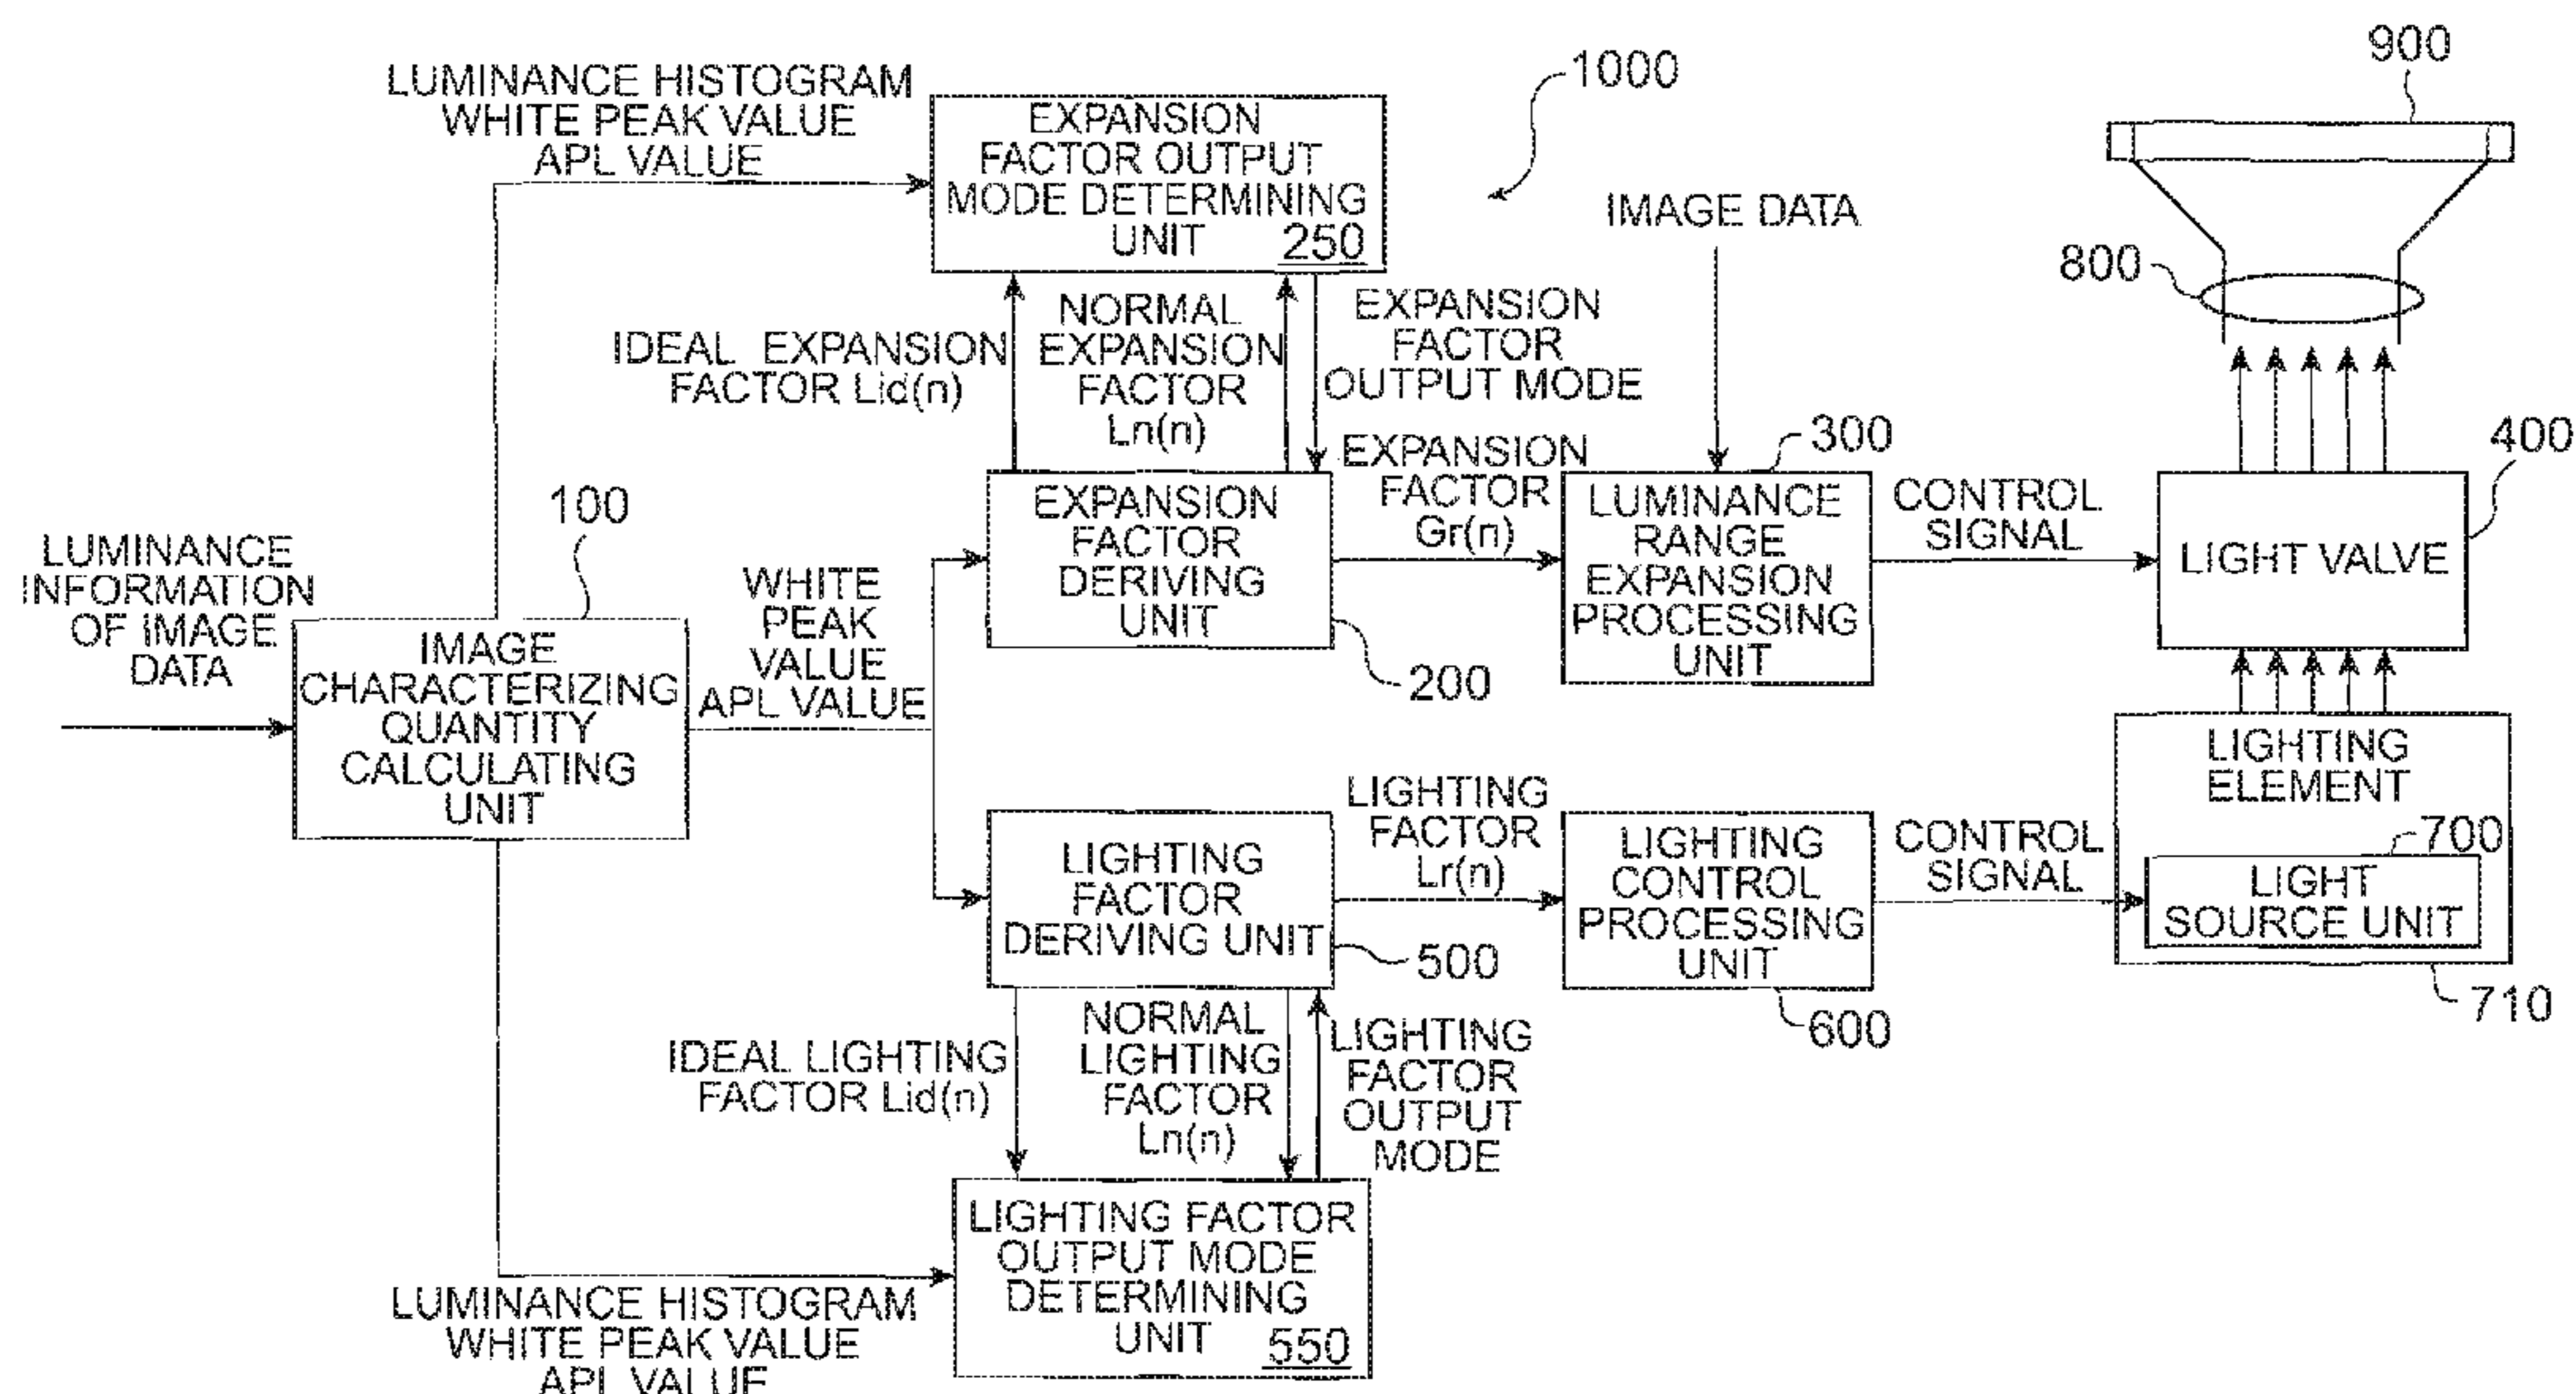 LUMINANCE HISTOGRAM
WHITE PEAK VALUE
APL VALUE
EXPANSION
FACTOR OUTPUT
MODE DETERMINING
UNIT 250
1000
900
IMAGE DATA
800
IDEAL EXPANSION
FACTOR Lid(n)
NORMAL
EXPANSION
FACTOR
Ln(n)
EXPANSION
FACTOR
OUTPUT MODE
LUMINANCE
INFORMATION
OF IMAGE
DATA
100
IMAGE
CHARACTERIZING
QUANTITY
CALCULATING
UNIT
WHITE
PEAK
VALUE
APL VALUE
EXPANSION
FACTOR
DERIVING
UNIT
200
EXPANSION
FACTOR
Gr(n)
300
LUMINANCE
RANGE
EXPANSION
PROCESSING
UNIT
CONTROL
SIGNAL
400
LIGHT VALVE
LIGHTING
FACTOR
DERIVING UNIT
500
LIGHTING
FACTOR
Lr(n)
LIGHTING
CONTROL
PROCESSING
UNIT
600
CONTROL
SIGNAL
LIGHTING
ELEMENT
700
LIGHT
SOURCE UNIT
710
IDEAL LIGHTING
FACTOR Lid(n)
NORMAL
LIGHTING
FACTOR
Ln(n)
LIGHTING
FACTOR
OUTPUT
MODE
LIGHTING FACTOR
OUTPUT MODE
DETERMINING
UNIT 550
LUMINANCE HISTOGRAM
WHITE PEAK VALUE
APL VALUE